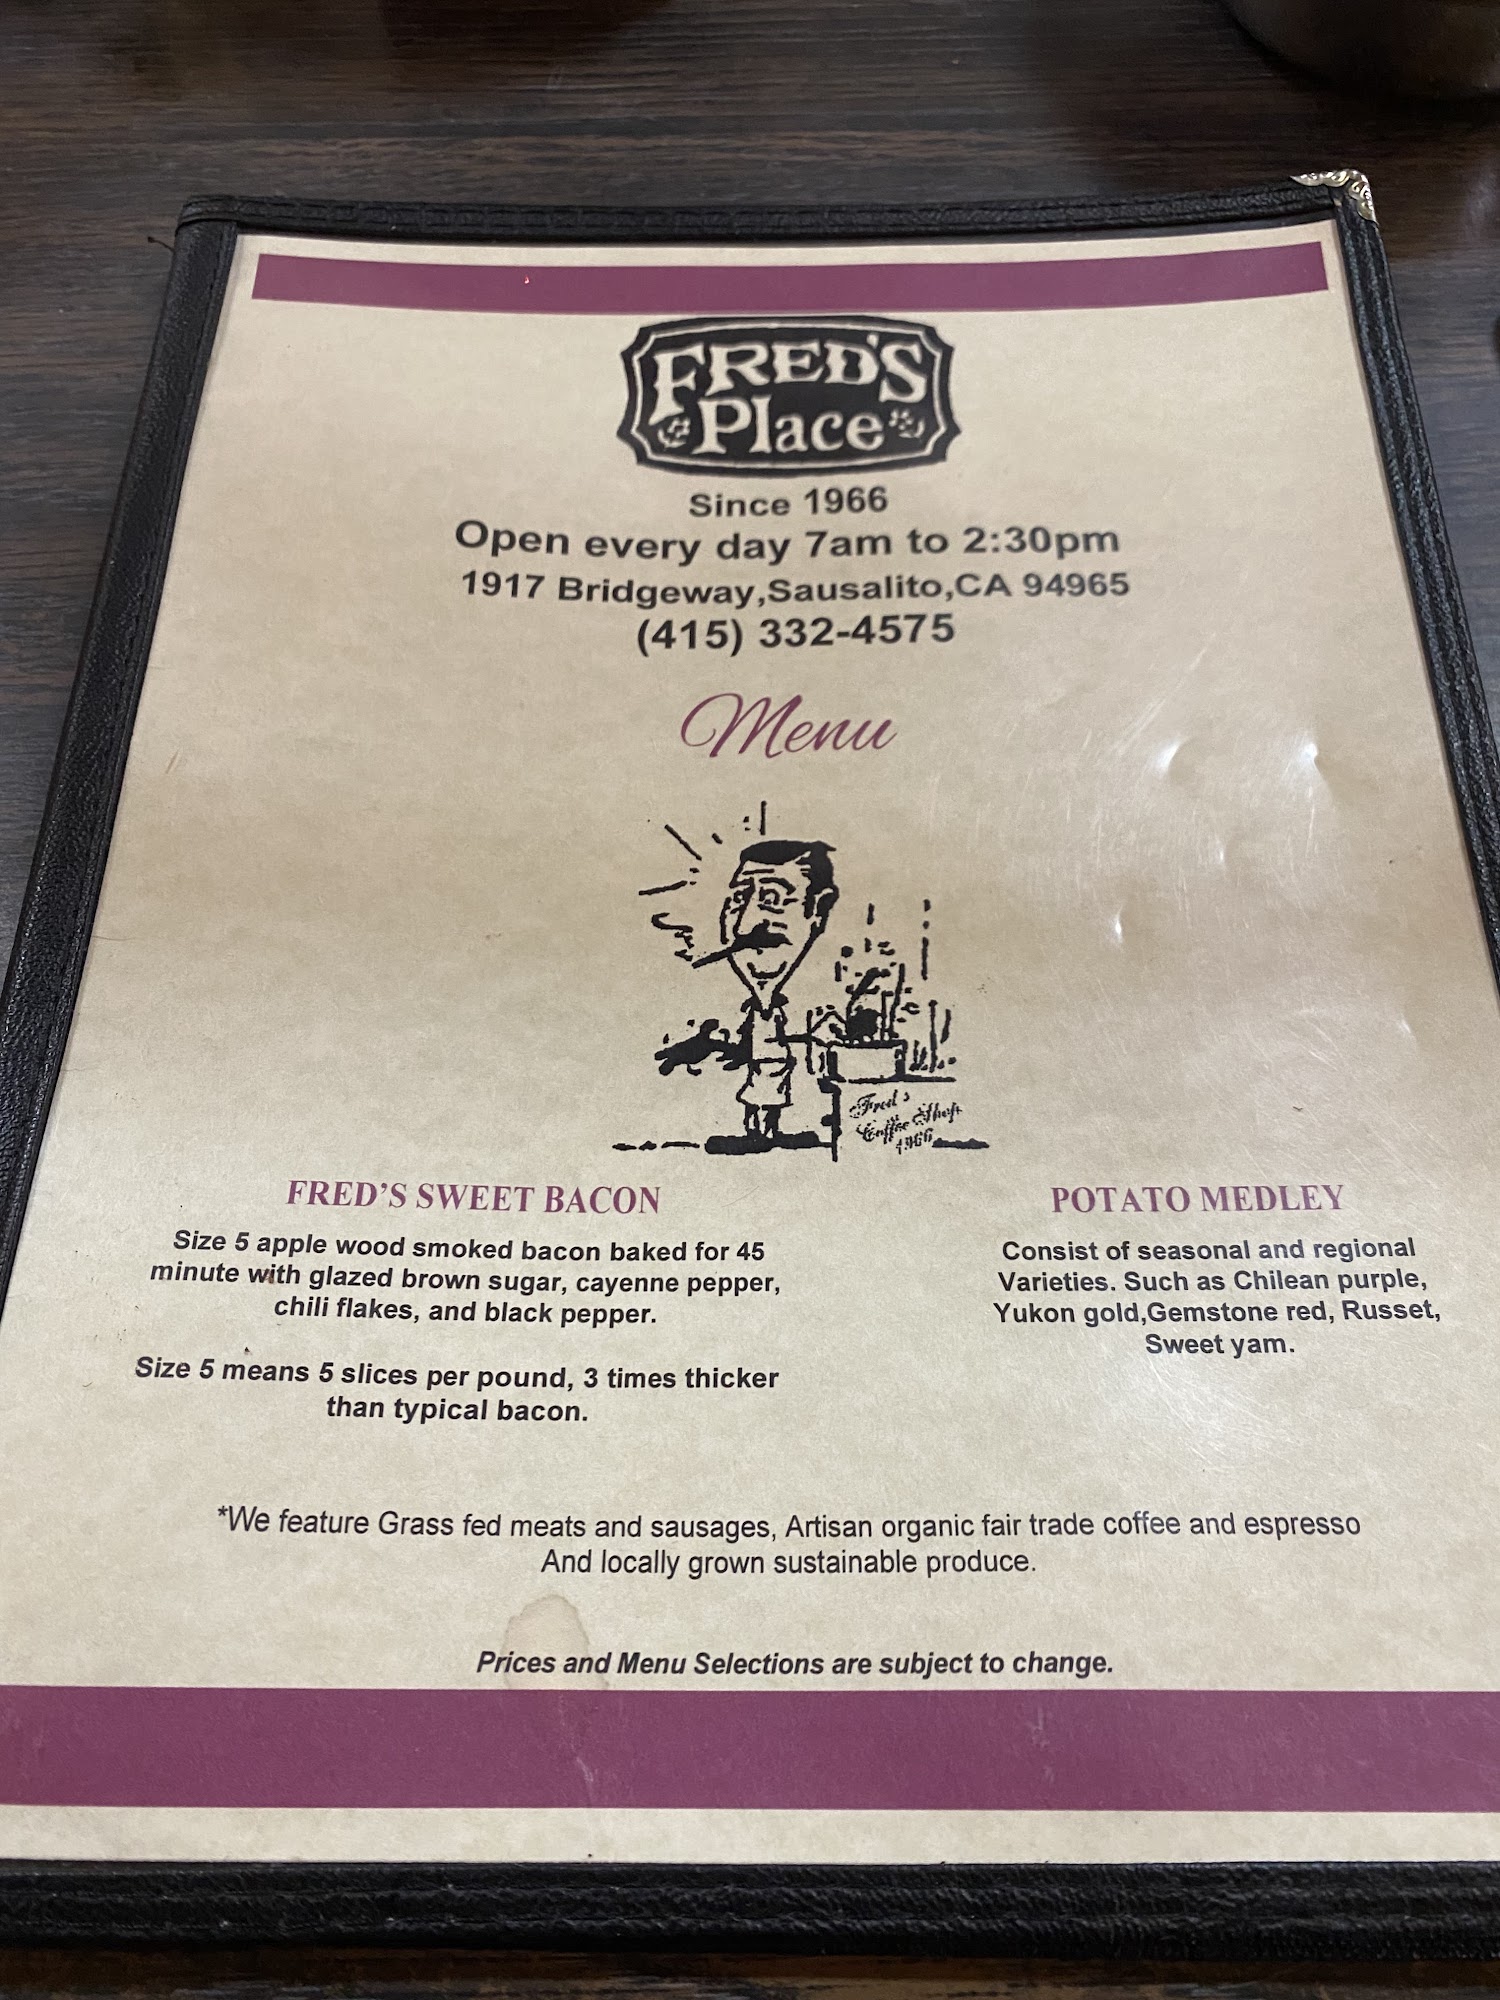 FRED'S
Place
Since 1966
Open every day 7am to 2:30pm
1917 Bridgeway,Sausalito,CA 94965
(415) 332-4575
Menu
Fred's
Coffee Shop
1966
FRED'S SWEET BACON
Size 5 apple wood smoked bacon baked for 45
minute with glazed brown sugar, cayenne pepper,
chili flakes, and black pepper.
Size 5 means 5 slices per pound, 3 times thicker
than typical bacon.
POTATO MEDLEY
Consist of seasonal and regional
Varieties. Such as Chilean purple,
Yukon gold,Gemstone red, Russet,
Sweet yam.
*We feature Grass fed meats and sausages, Artisan organic fair trade coffee and espresso
And locally grown sustainable produce.
Prices and Menu Selections are subject to change.